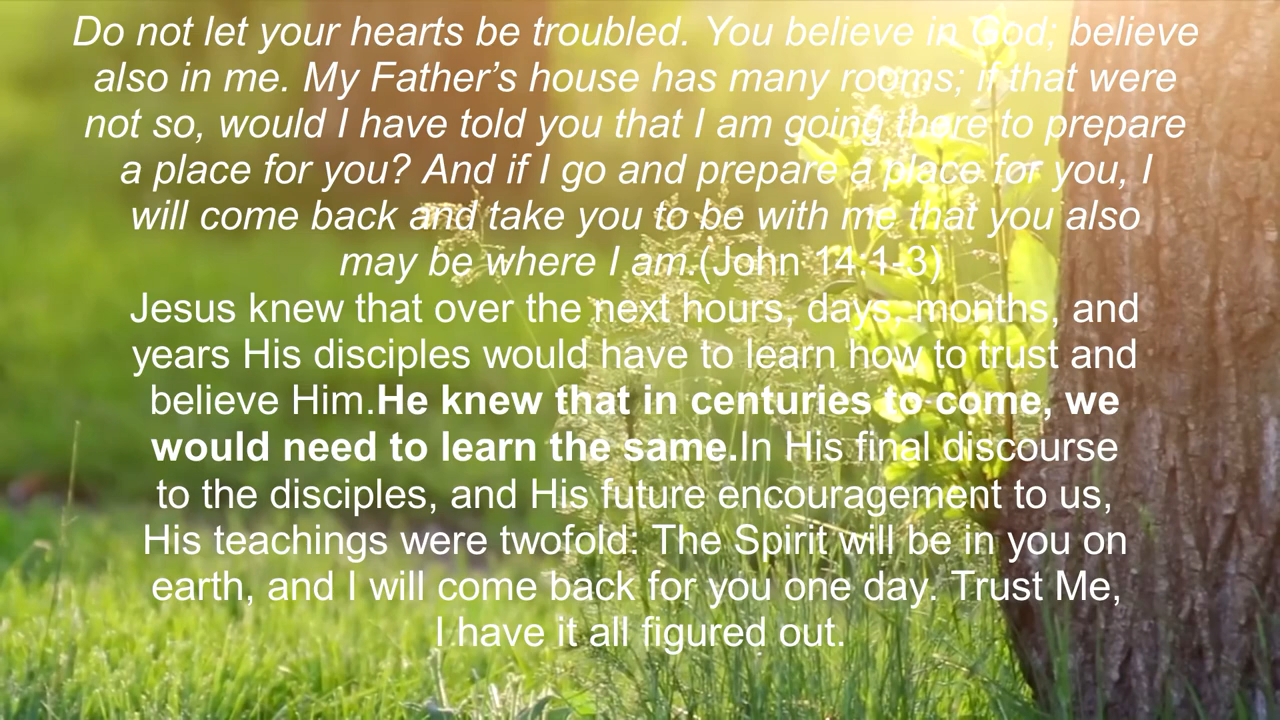 Do not let your hearts be troubled. You believe in God; believe
also in me. My Father’s house has many rooms; if that were
not so, would I have told you that I am going there to prepare
a place for you? And if I go and prepare a place for you, I
will come back and take you to be with me that you also
may be where I am.(John 14:1-3)
Jesus knew that over the next hours, days, months, and
years His disciples would have to learn how to trust and
believe Him.He knew that in centuries to come, we
would need to learn the same.In His final discourse
to the disciples, and His future encouragement to us,
His teachings were twofold: The Spirit will be in you on
earth, and I will come back for you one day. Trust Me,
I have it all figured out.